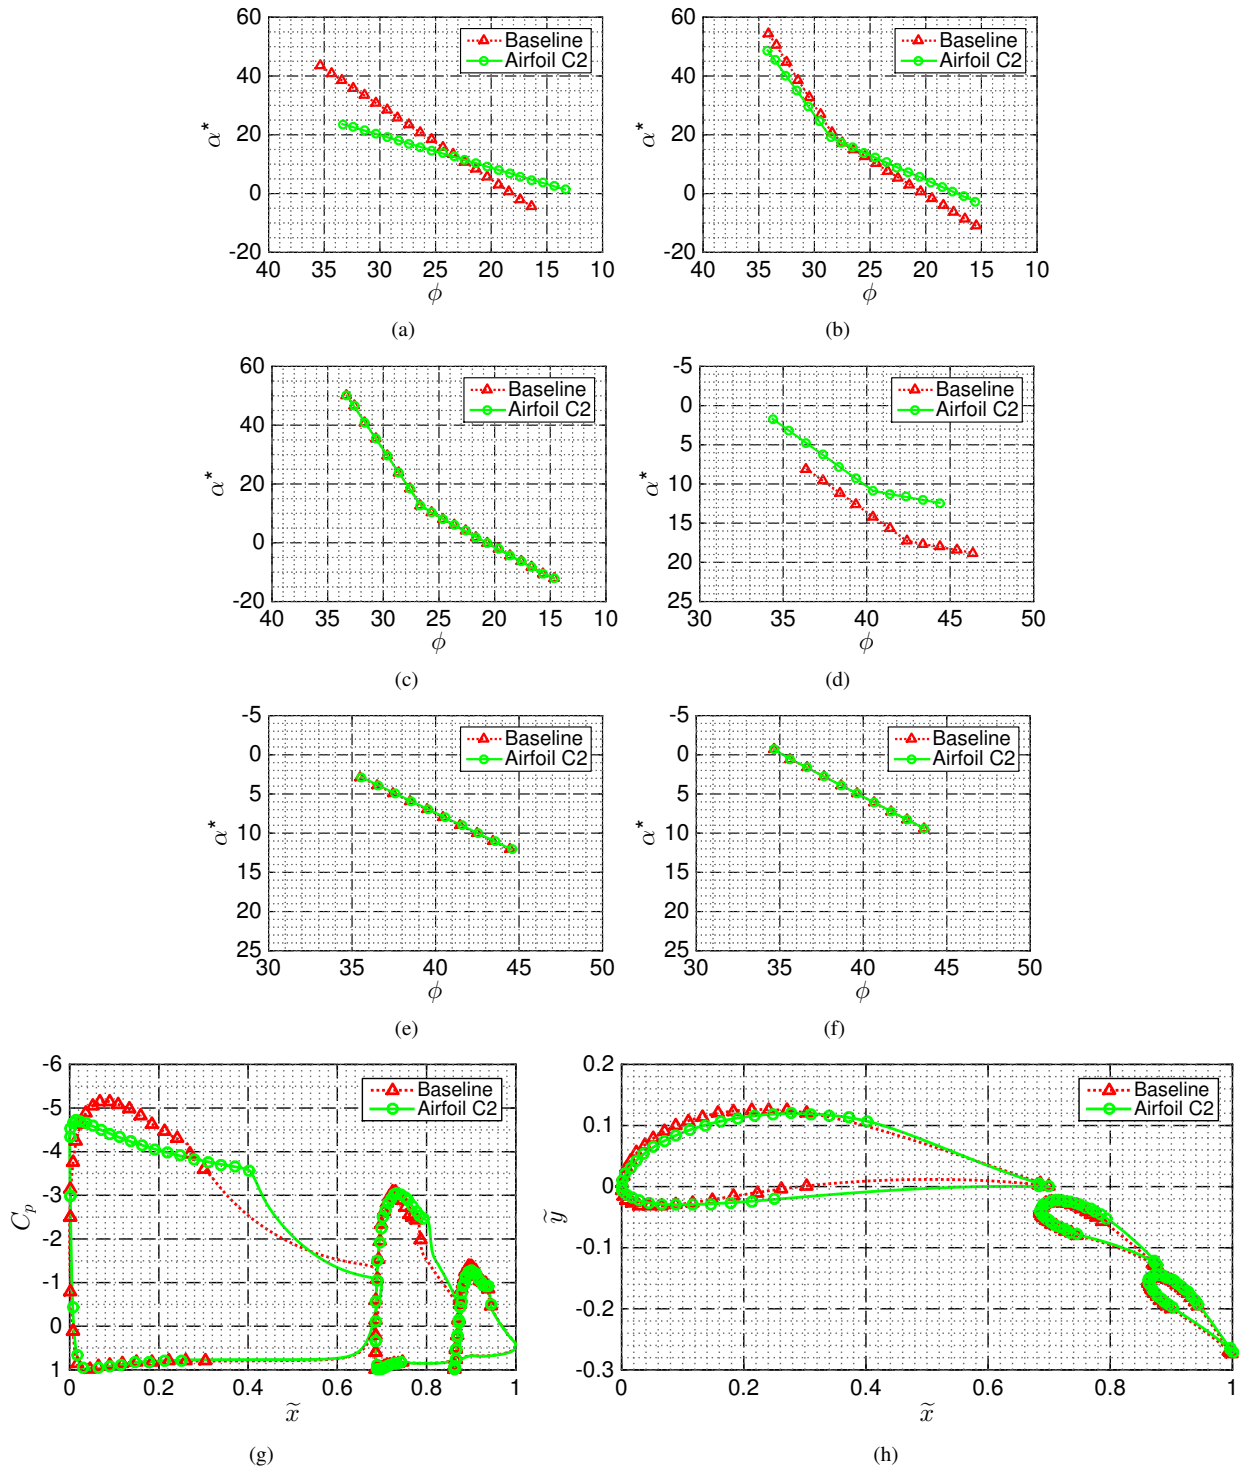 60
40
20
0
-20
α*
40 35 30 25 20 15 10
ϕ
Baseline
Airfoil C2
(a)
60
40
20
0
-20
α*
40 35 30 25 20 15 10
ϕ
Baseline
Airfoil C2
(b)
60
40
20
0
-20
α*
40 35 30 25 20 15 10
ϕ
Baseline
Airfoil C2
(c)
-5
0
5
10
15
20
25
α*
30 35 40 45 50
ϕ
Baseline
Airfoil C2
(d)
-5
0
5
10
15
20
25
α*
30 35 40 45 50
ϕ
Baseline
Airfoil C2
(e)
-5
0
5
10
15
20
25
α*
30 35 40 45 50
ϕ
Baseline
Airfoil C2
(f)
-6
-5
-4
-3
-2
-1
0
1
C_p
0 0.2 0.4 0.6 0.8 1
x̃
Baseline
Airfoil C2
(g)
0.2
0.1
0
-0.1
-0.2
-0.3
ỹ
0 0.2 0.4 0.6 0.8 1
x̃
Baseline
Airfoil C2
(h)